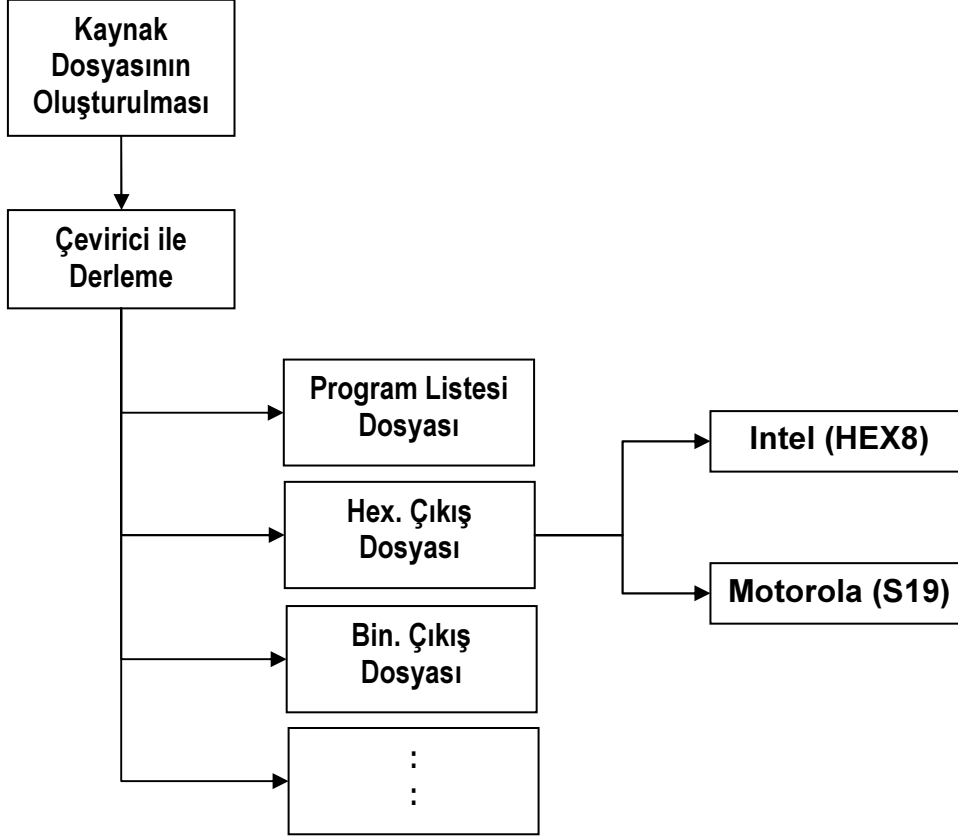 Kaynak
Dosyasının
Oluşturulması
Çevirici ile
Derleme
Program Listesi
Dosyası
Intel (HEX8)
Hex. Çıkış
Dosyası
Motorola (S19)
Bin. Çıkış
Dosyası
:
: